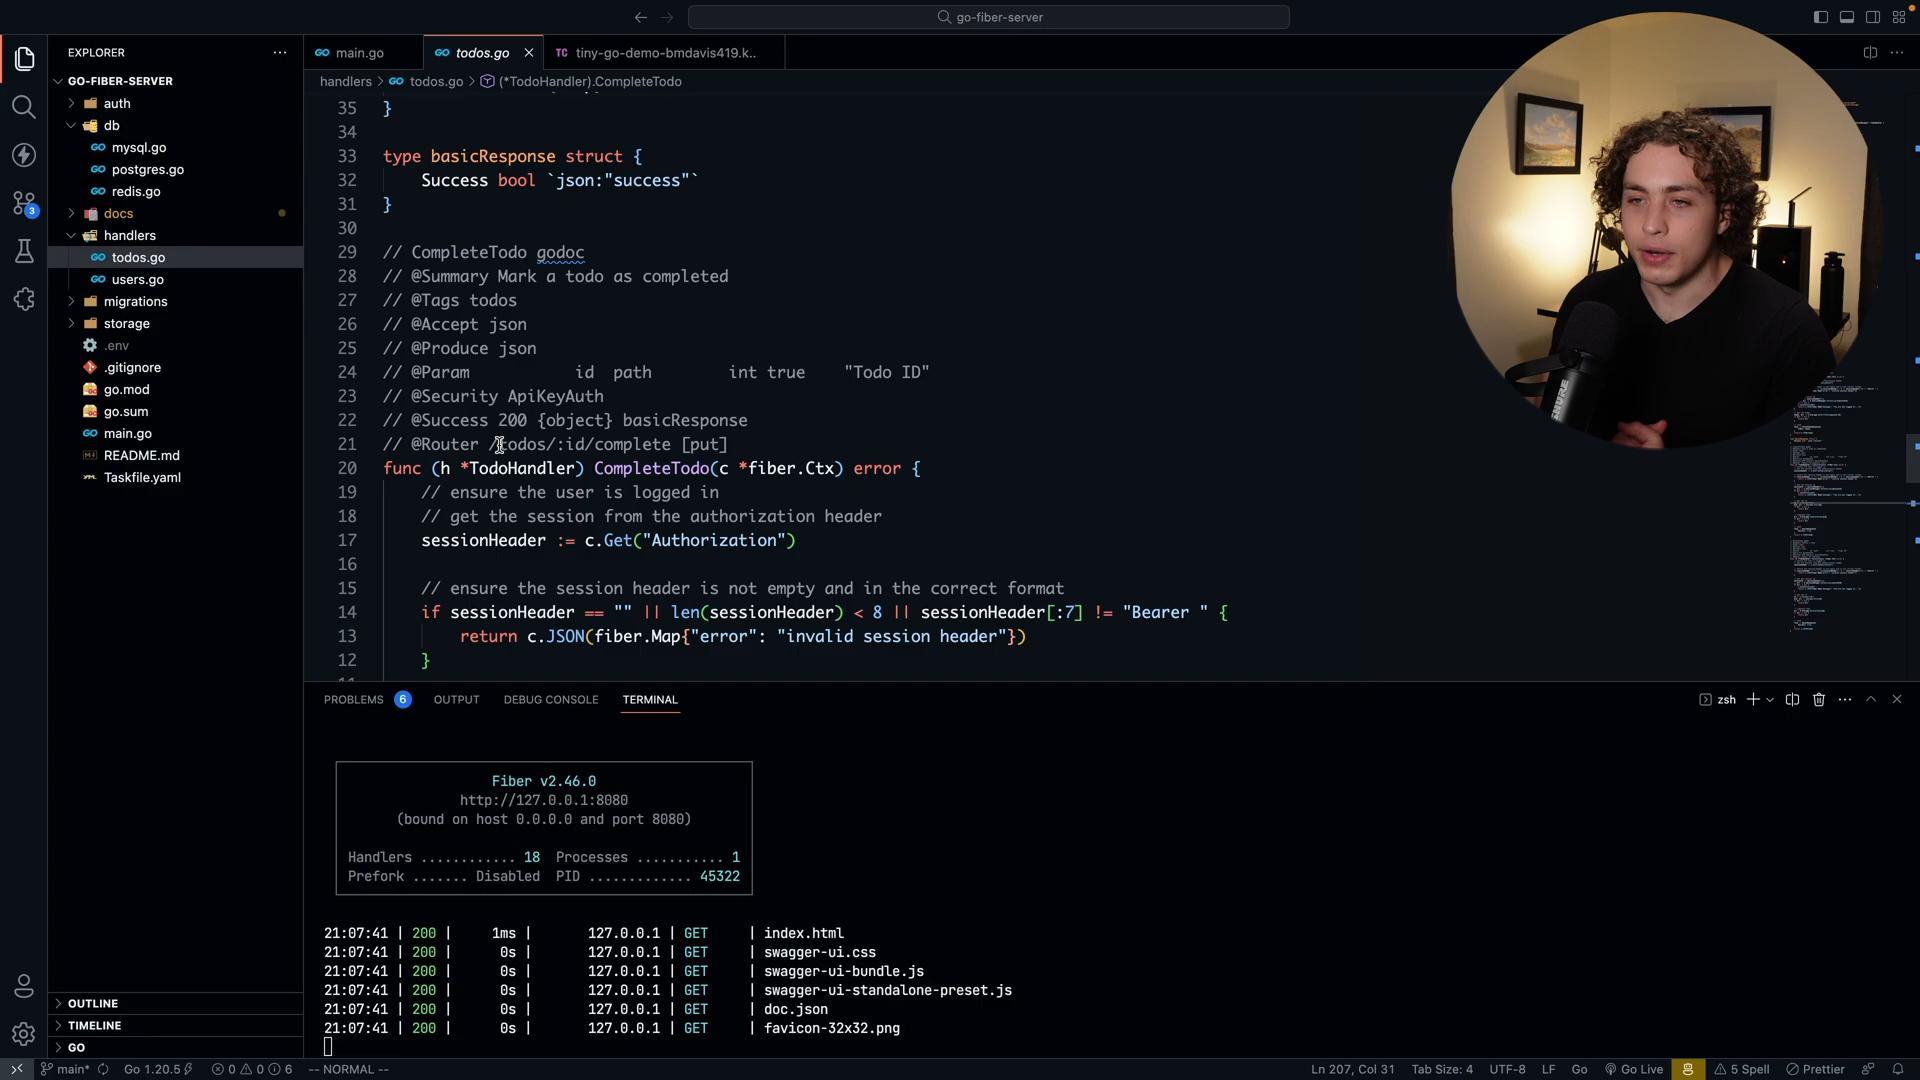 go-fiber-server
EXPLORER
main.go
todos.go
TC tiny-go-demo-bmdavis419.k..
GO-FIBER-SERVER
auth
db
mysql.go
postgres.go
redis.go
docs
handlers
todos.go
users.go
migrations
storage
.env
.gitignore
go.mod
go.sum
main.go
README.md
Taskfile.yaml
OUTLINE
TIMELINE
GO
3
handlers > todos.go > (*TodoHandler).CompleteTodo
35 }
34
33 type basicResponse struct {
32 Success bool `json:"success"`
31 }
30
29 // CompleteTodo godoc
28 // @Summary Mark a todo as completed
27 // @Tags todos
26 // @Accept json
25 // @Produce json
24 // @Param id path int true "Todo ID"
23 // @Security ApiKeyAuth
22 // @Success 200 {object} basicResponse
21 // @Router /todos/:id/complete [put]
20 func (h *TodoHandler) CompleteTodo(c *fiber.Ctx) error {
19 // ensure the user is logged in
18 // get the session from the authorization header
17 sessionHeader := c.Get("Authorization")
16
15 // ensure the session header is not empty and in the correct format
14 if sessionHeader == "" || len(sessionHeader) < 8 || sessionHeader[:7] != "Bearer " {
13 return c.JSON(fiber.Map{"error": "invalid session header"})
12 }
SHURE
PROBLEMS 6 OUTPUT DEBUG CONSOLE TERMINAL
zsh
Fiber v2.46.0
http://127.0.0.1:8080
(bound on host 0.0.0.0 and port 8080)
Handlers ............ 18 Processes ........... 1
Prefork ....... Disabled PID ............. 45322
21:07:41 | 200 | 1ms | 127.0.0.1 | GET | index.html
21:07:41 | 200 | 0s | 127.0.0.1 | GET | swagger-ui.css
21:07:41 | 200 | 0s | 127.0.0.1 | GET | swagger-ui-bundle.js
21:07:41 | 200 | 0s | 127.0.0.1 | GET | swagger-ui-standalone-preset.js
21:07:41 | 200 | 0s | 127.0.0.1 | GET | doc.json
21:07:41 | 200 | 0s | 127.0.0.1 | GET | favicon-32x32.png
main* Go 1.20.5 0 0 6 -- NORMAL -- Ln 207, Col 31 Tab Size: 4 UTF-8 LF Go Go Live 5 Spell Prettier